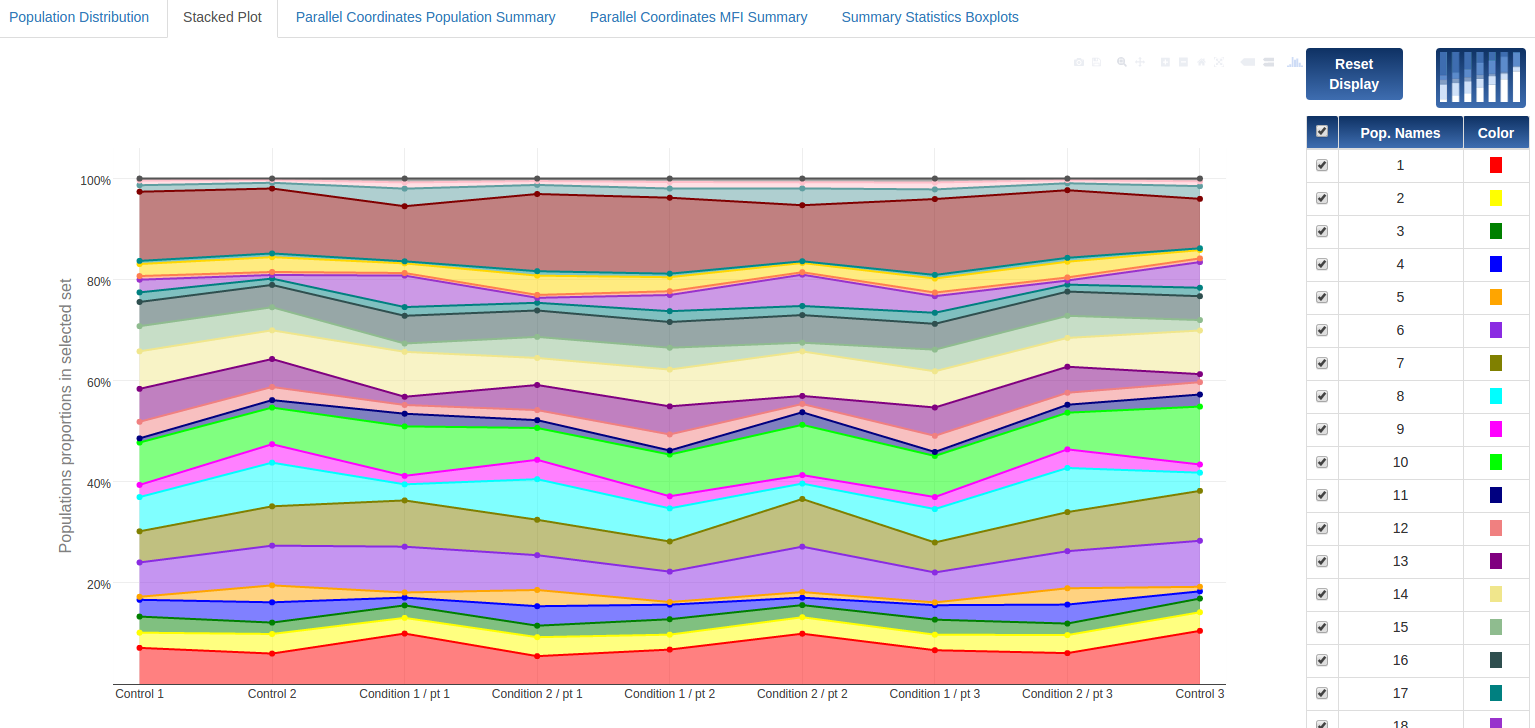 Population Distribution
Stacked Plot
Parallel Coordinates Population Summary
Parallel Coordinates MFI Summary
Summary Statistics Boxplots
Reset
Display
Pop. Names
Color
1
2
3
4
5
6
7
8
9
10
11
12
13
14
15
16
17
18
Populations proportions in selected set
100%
80%
60%
40%
20%
Control 1
Control 2
Condition 1 / pt 1
Condition 2 / pt 1
Condition 1 / pt 2
Condition 2 / pt 2
Condition 1 / pt 3
Condition 2 / pt 3
Control 3